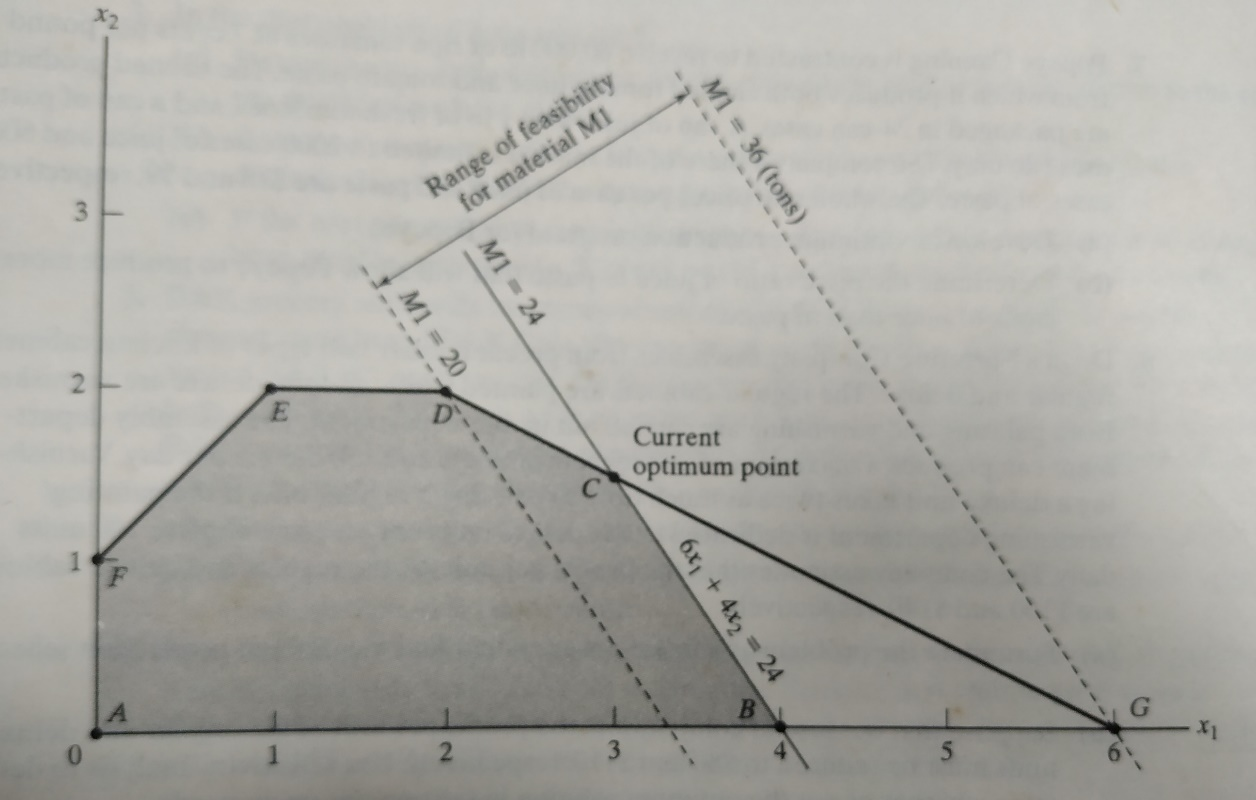 x₂
Range of feasibility
for material M1
M1 = 36 (tons)
3
M1 = 24
M1 = 20
2
E
D
Current
optimum point
C
6x₁ + 4x₂ = 24
1
F
A
B
G
x₁
0
1
2
3
4
5
6